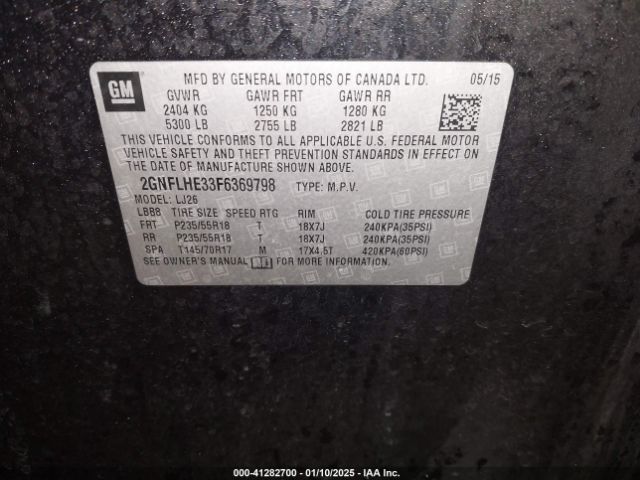 GM
MFD BY GENERAL MOTORS OF CANADA LTD. 05/15
GVWR GAWR FRT GAWR RR
2404 KG 1250 KG 1280 KG
5300 LB 2755 LB 2821 LB
THIS VEHICLE CONFORMS TO ALL APPLICABLE U.S. FEDERAL MOTOR
VEHICLE SAFETY AND THEFT PREVENTION STANDARDS IN EFFECT ON
THE DATE OF MANUFACTURE SHOWN ABOVE.
2GNFLHE33F6369798 TYPE: M.P.V.
MODEL: LJ26
LBB8 TIRE SIZE SPEED RTG RIM COLD TIRE PRESSURE
FRT P235/55R18 T 18X7J 240KPA(35PSI)
RR P235/55R18 T 18X7J 240KPA(35PSI)
SPA T145/70R17 M 17X4.5T 420KPA(60PSI)
SEE OWNER'S MANUAL FOR MORE INFORMATION.
000-41282700 - 01/10/2025 - IAA Inc.